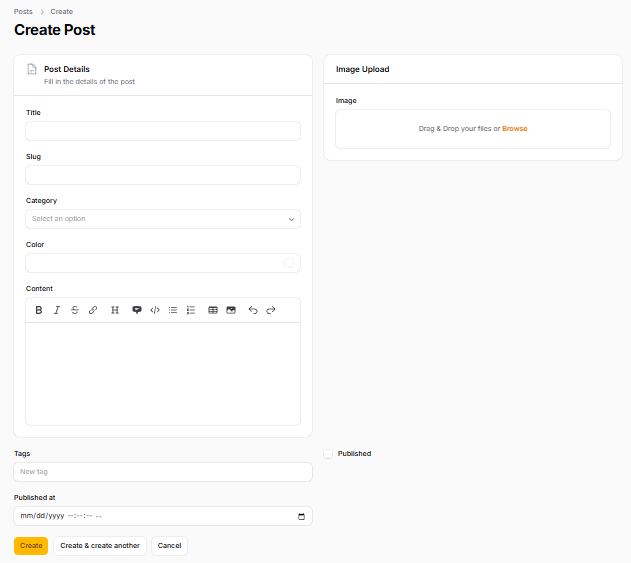 Posts > Create
Create Post
Post Details
Fill in the details of the post
Title
Slug
Category
Select an option
Color
Content
Image Upload
Image
Drag & Drop your files or Browse
Tags
New tag
Published
Published at
mm/dd/yyyy --:--:-- --
Create
Create & create another
Cancel